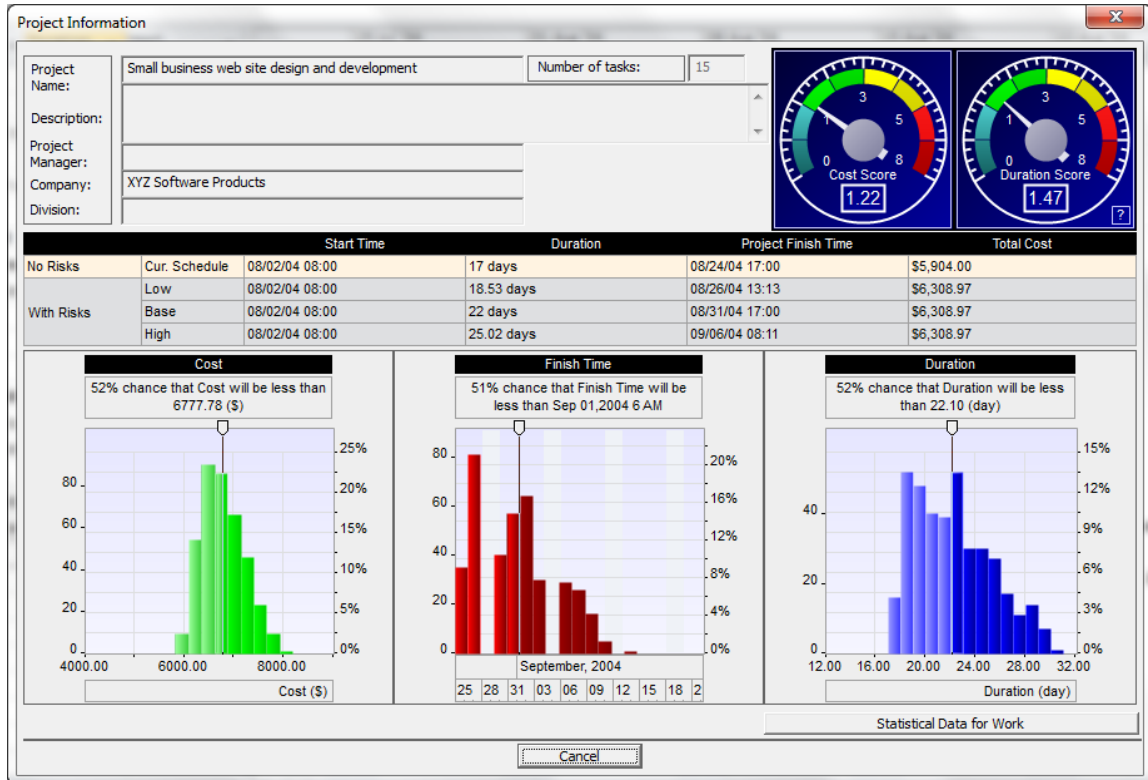 Project Information
Project Name:
Small business web site design and development
Number of tasks:
15
Description:
Project Manager:
Company:
XYZ Software Products
Division:
0
1
3
5
8
Cost Score
1.22
0
1
3
5
8
Duration Score
1.47
?
Start Time Duration Project Finish Time Total Cost
No Risks Cur. Schedule 08/02/04 08:00 17 days 08/24/04 17:00 $5,904.00
Low 08/02/04 08:00 18.53 days 08/26/04 13:13 $6,308.97
With Risks Base 08/02/04 08:00 22 days 08/31/04 17:00 $6,308.97
High 08/02/04 08:00 25.02 days 09/06/04 08:11 $6,308.97
Cost
52% chance that Cost will be less than
6777.78 ($)
25%
80
20%
60
15%
40
10%
20
5%
0
0%
4000.00 6000.00 8000.00
Cost ($)
Finish Time
51% chance that Finish Time will be
less than Sep 01,2004 6 AM
80
20%
60
16%
12%
40
8%
20
4%
0
0%
September, 2004
25 28 31 03 06 09 12 15 18 2
Duration
52% chance that Duration will be less
than 22.10 (day)
15%
12%
40
9%
6%
20
3%
0
0%
12.00 16.00 20.00 24.00 28.00 32.00
Duration (day)
Statistical Data for Work
Cancel